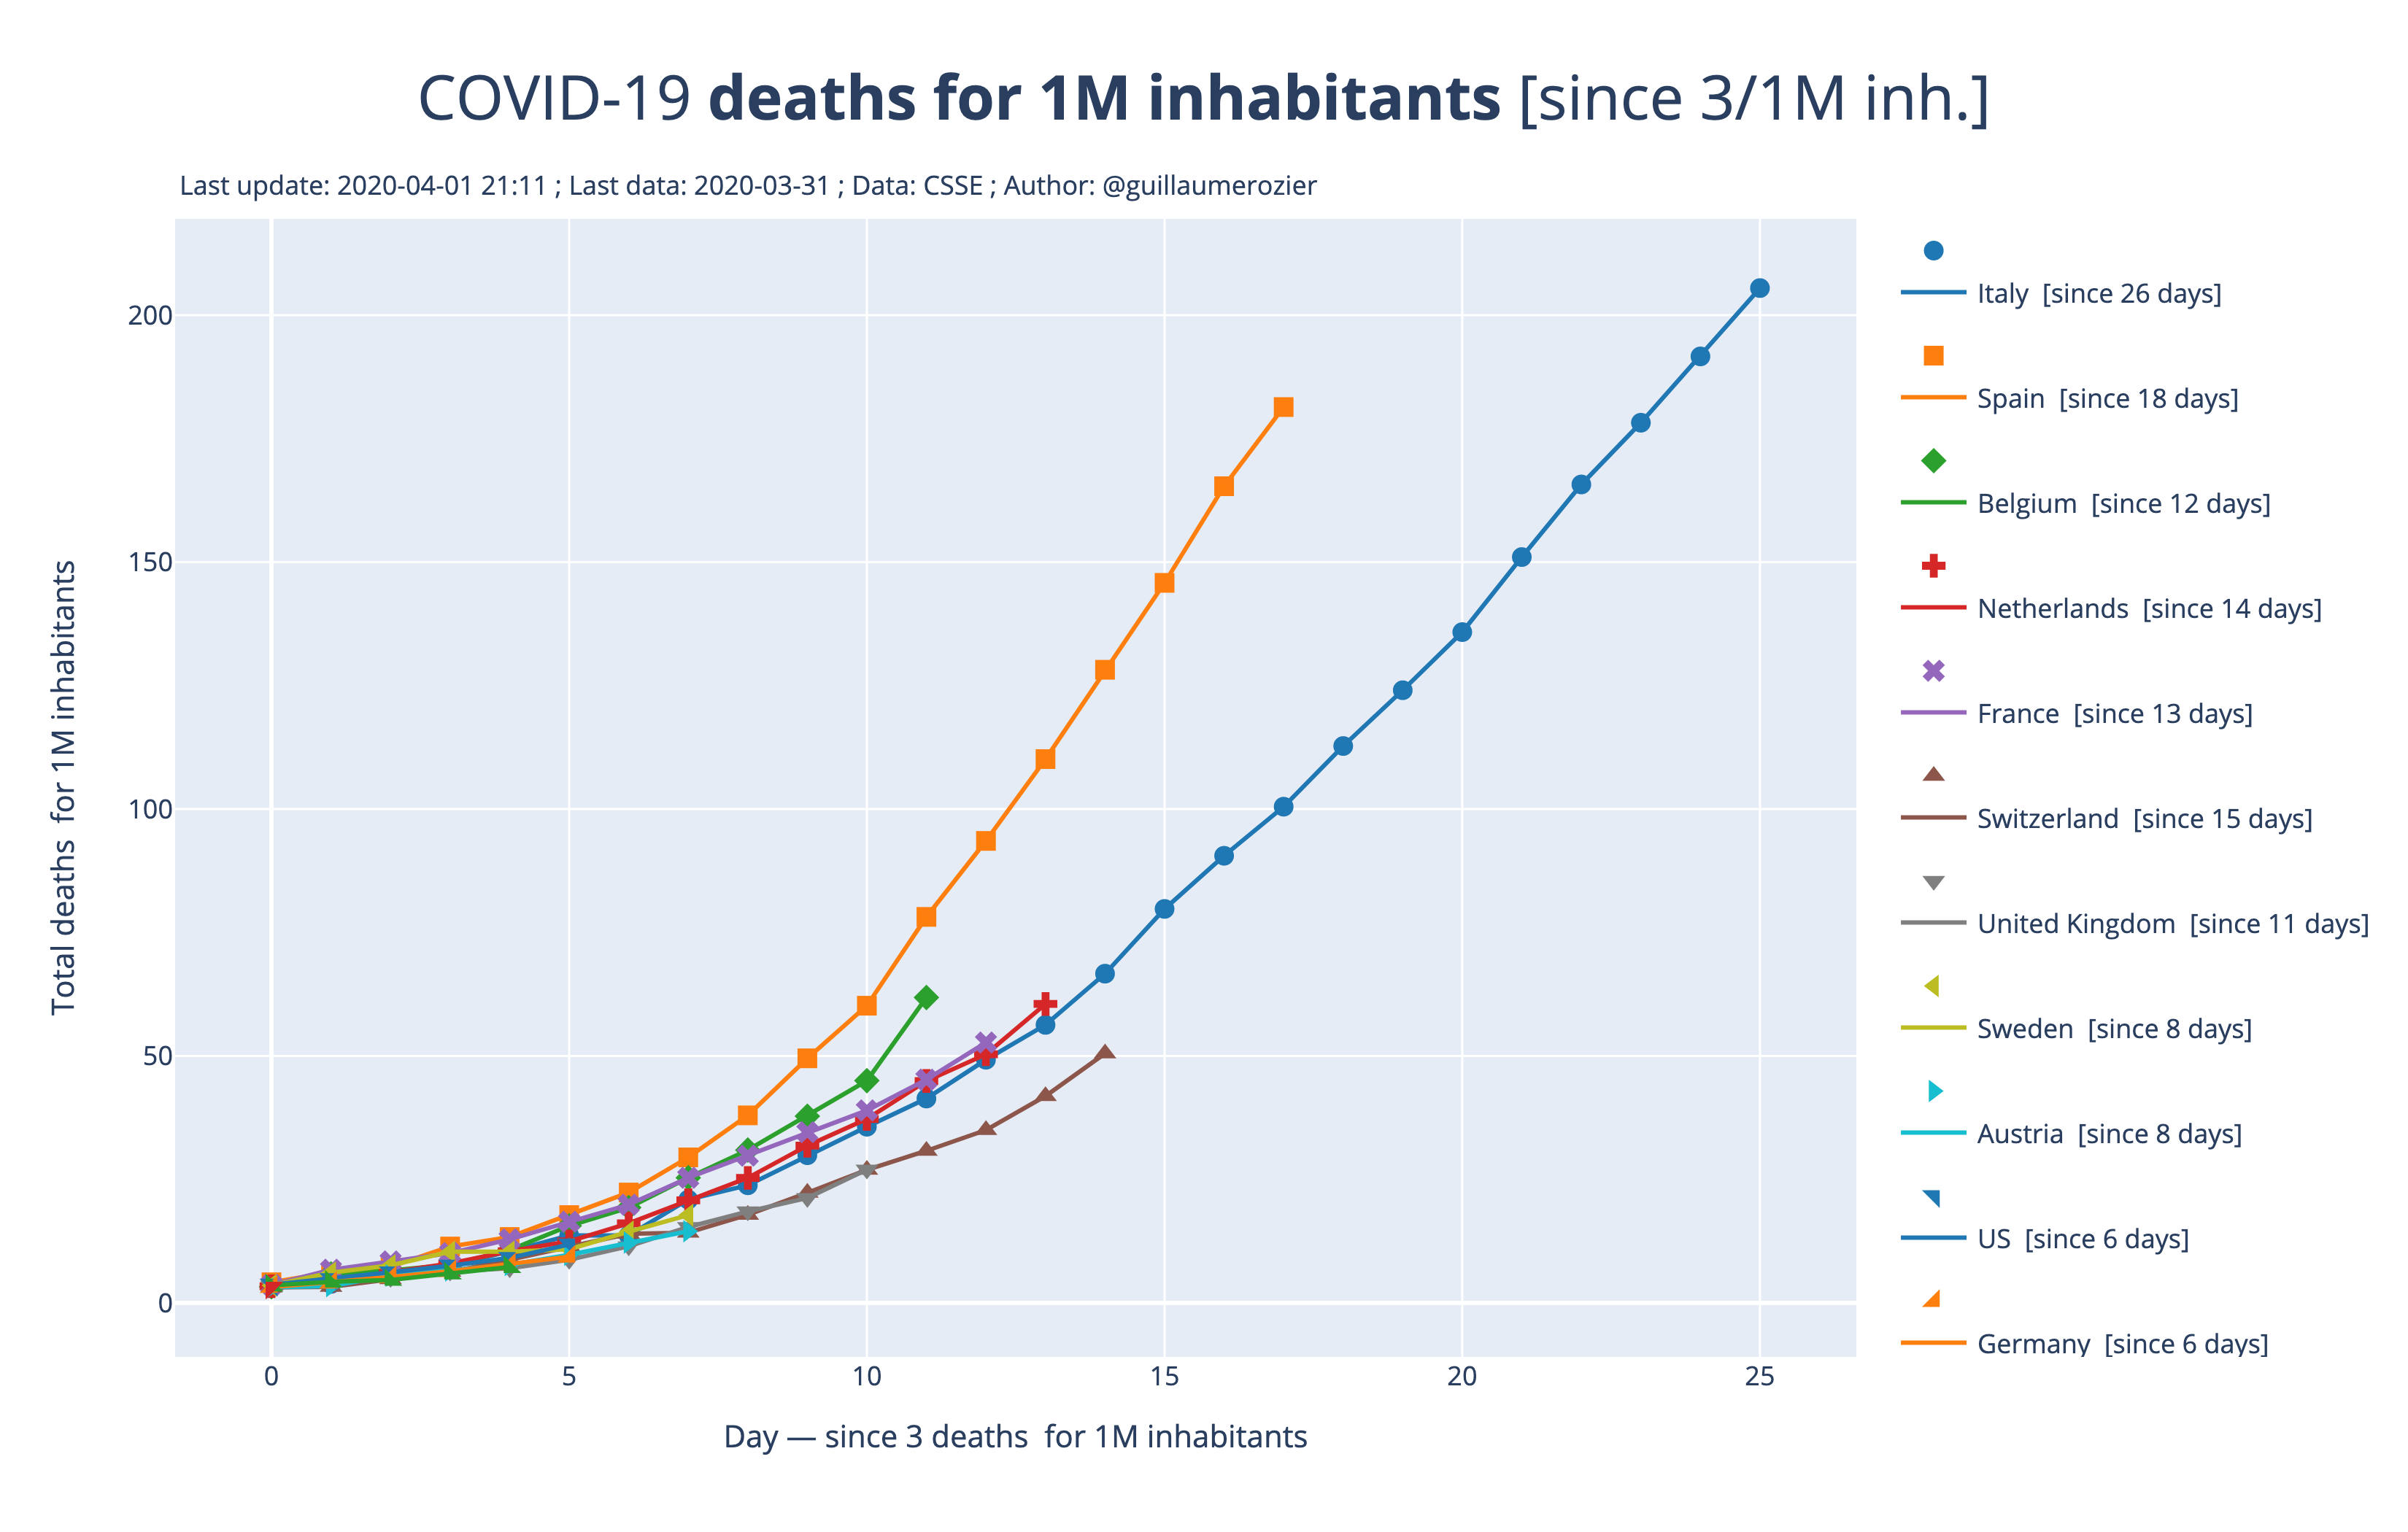 COVID-19 deaths for 1M inhabitants [since 3/1M inh.]
Last update: 2020-04-01 21:11 ; Last data: 2020-03-31 ; Data: CSSE ; Author: @guillaumerozier
Total deaths for 1M inhabitants
200
150
100
50
0
0 5 10 15 20 25
Day — since 3 deaths for 1M inhabitants
Italy [since 26 days]
Spain [since 18 days]
Belgium [since 12 days]
Netherlands [since 14 days]
France [since 13 days]
Switzerland [since 15 days]
United Kingdom [since 11 days]
Sweden [since 8 days]
Austria [since 8 days]
US [since 6 days]
Germany [since 6 days]